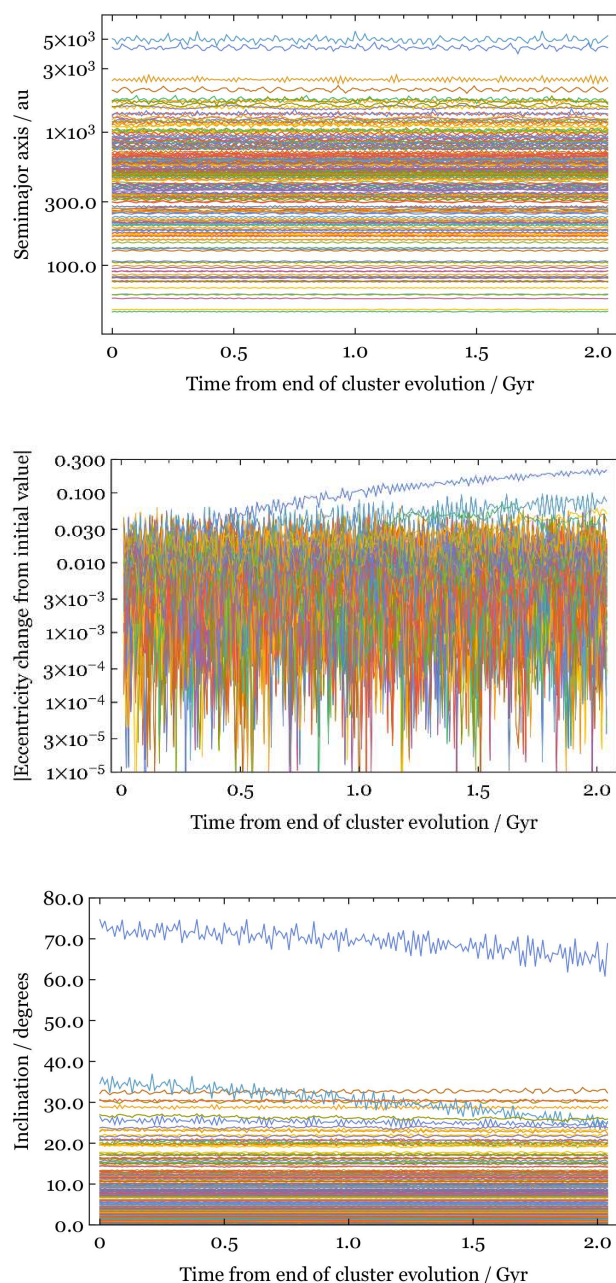 5×10³
3×10³
1×10³
300.0
100.0
Semimajor axis / au
0 0.5 1.0 1.5 2.0
Time from end of cluster evolution / Gyr
0.300
0.100
0.030
0.010
3×10⁻³
1×10⁻³
3×10⁻⁴
1×10⁻⁴
3×10⁻⁵
1×10⁻⁵
|Eccentricity change from initial value|
0 0.5 1.0 1.5 2.0
Time from end of cluster evolution / Gyr
80.0
70.0
60.0
50.0
40.0
30.0
20.0
10.0
0.0
Inclination / degrees
0 0.5 1.0 1.5 2.0
Time from end of cluster evolution / Gyr